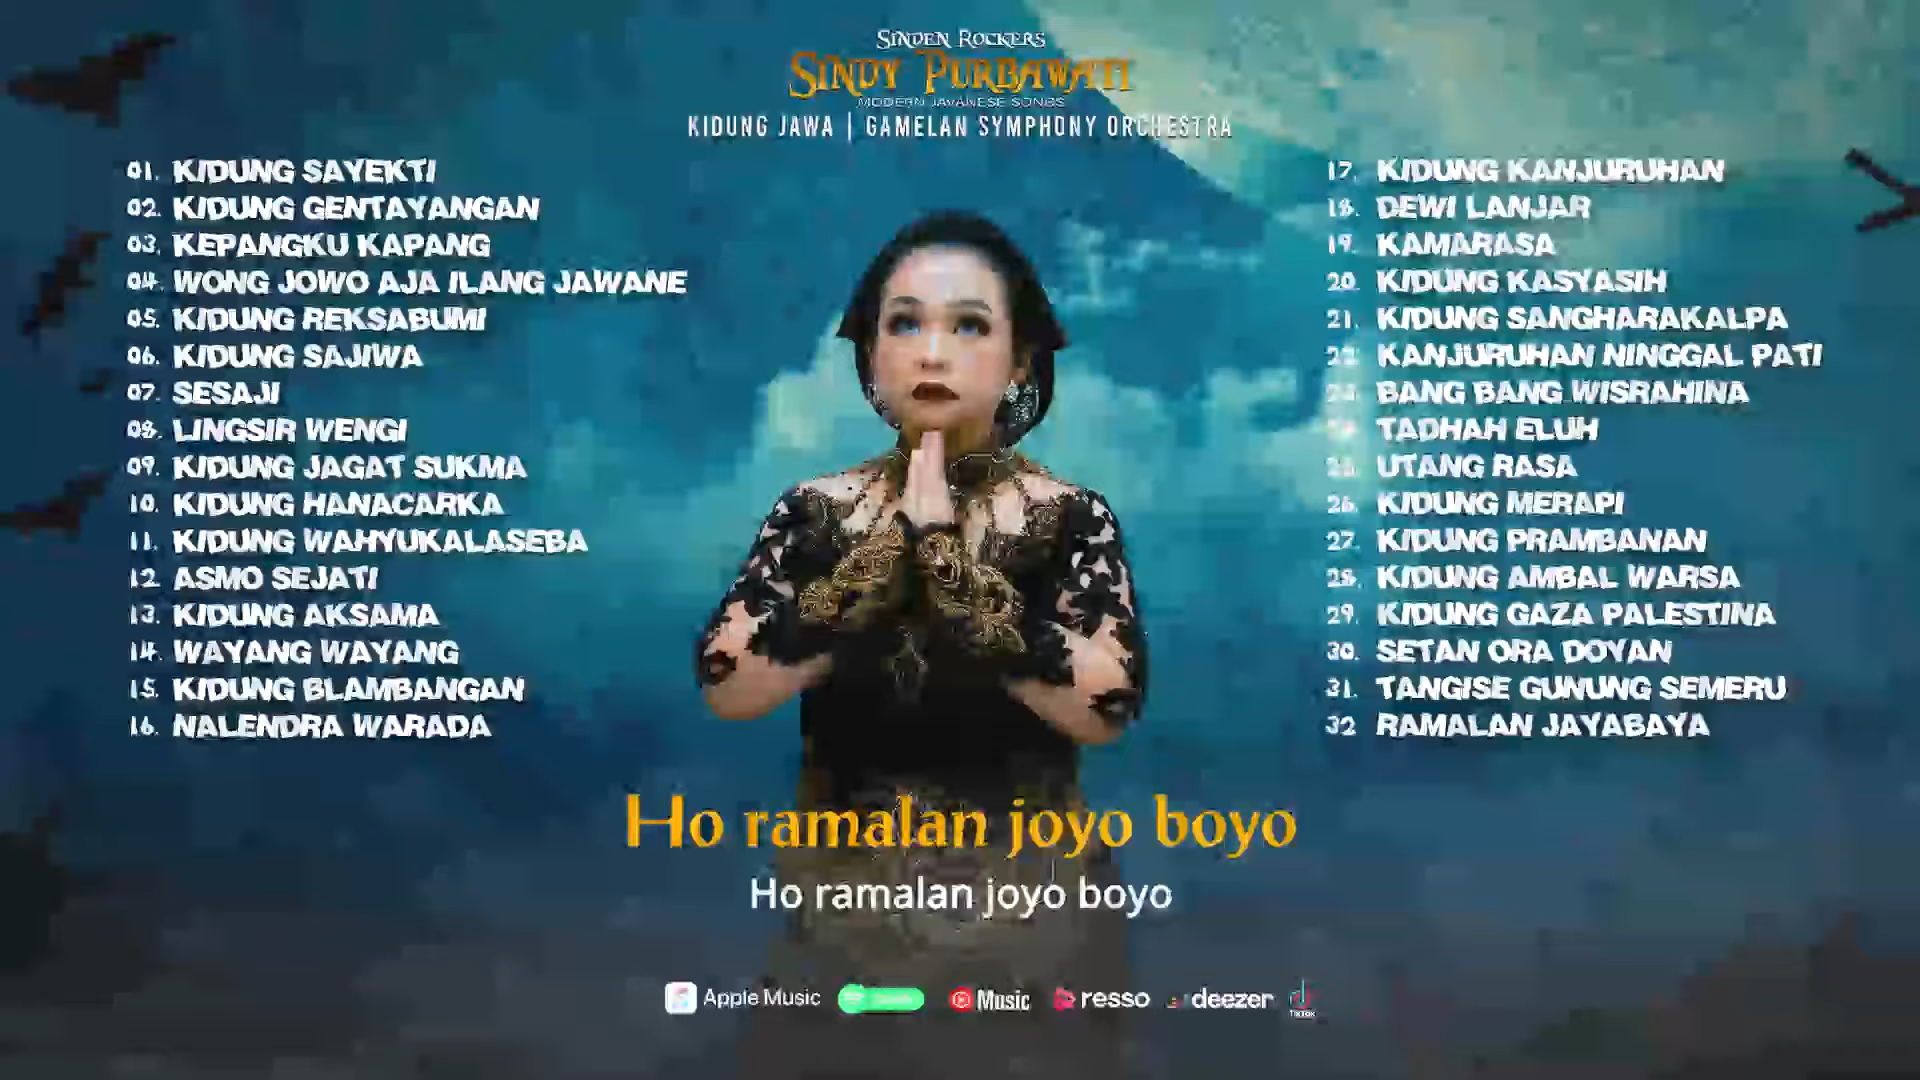 SINDEN ROCKERS
SINDY PURBAWATI
MODERN JAVANESE SONGS
KIDUNG JAWA | GAMELAN SYMPHONY ORCHESTRA
01. KIDUNG SAYEKTI
02. KIDUNG GENTAYANGAN
03. KEPANGKU KAPANG
04. WONG JOWO AJA ILANG JAWANE
05. KIDUNG REKSABUMI
06. KIDUNG SAJIWA
07. SESAJI
08. LINGSIR WENGI
09. KIDUNG JAGAT SUKMA
10. KIDUNG HANACARKA
11. KIDUNG WAHYUKALASEBA
12 ASMO SEJATI
13. KIDUNG AKSAMA
14. WAYANG WAYANG
15. KIDUNG BLAMBANGAN
16. NALENDRA WARADA
17. KIDUNG KANJURUHAN
18. DEWI LANJAR
19. KAMARASA
20. KIDUNG KASYASIH
21. KIDUNG SANGHARAKALPA
22. KANJURUHAN NINGGAL PATI
BANG BANG WISRAHINA
TADHAH ELUH
25. UTANG RASA
26. KIDUNG MERAPI
27. KIDUNG PRAMBANAN
28. KIDUNG AMBAL WARSA
29. KIDUNG GAZA PALESTINA
30. SETAN ORA DOYAN
31. TANGISE GUNUNG SEMERU
32 RAMALAN JAYABAYA
Ho ramalan joyo boyo
Ho ramalan joyo boyo
Apple Music
Music
resso
deezer
TikTok